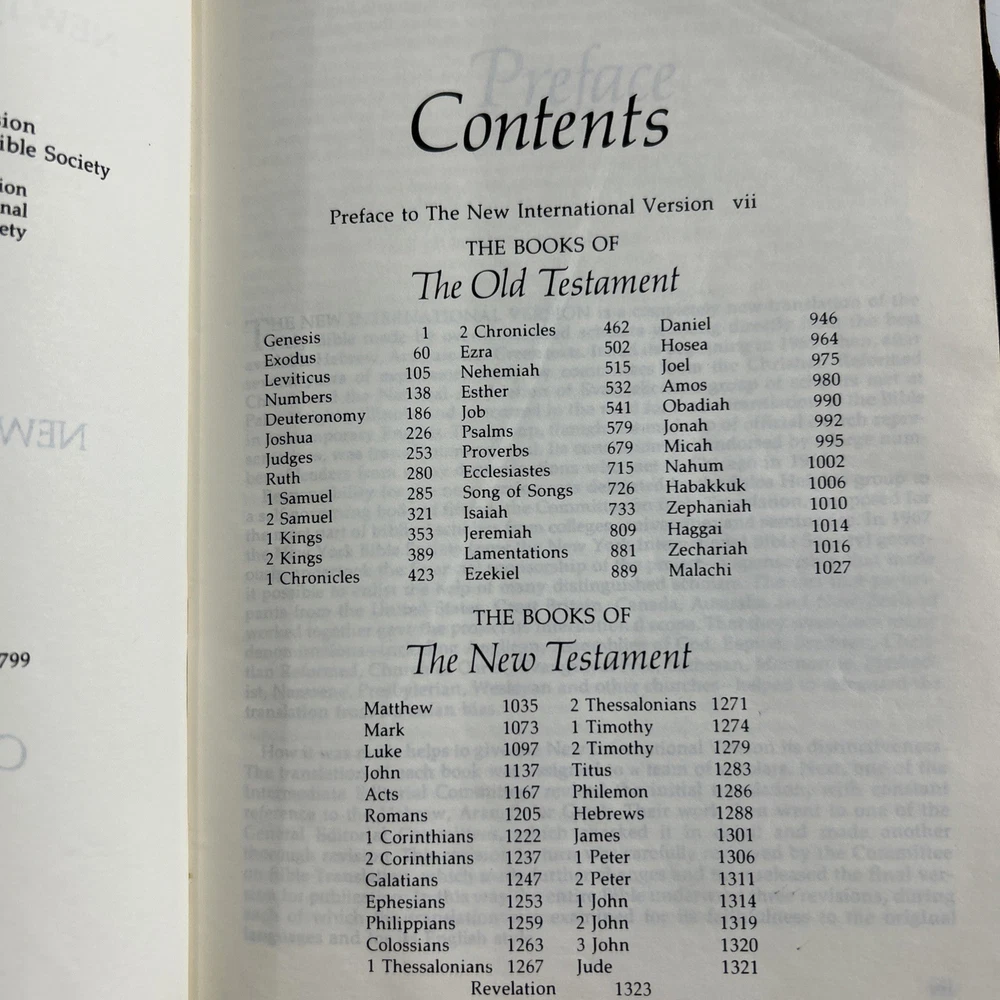 sion
ible Society
ion
nal
ety
799
Contents
Preface to The New International Version vii
THE BOOKS OF
The Old Testament
Genesis 1
Exodus 60
Leviticus 105
Numbers 138
Deuteronomy 186
Joshua 226
Judges 253
Ruth 280
1 Samuel 285
2 Samuel 321
1 Kings 353
2 Kings 389
1 Chronicles 423
2 Chronicles 462
Ezra 502
Nehemiah 515
Esther 532
Job 541
Psalms 579
Proverbs 679
Ecclesiastes 715
Song of Songs 726
Isaiah 733
Jeremiah 809
Lamentations 881
Ezekiel 889
Daniel 946
Hosea 964
Joel 975
Amos 980
Obadiah 990
Jonah 992
Micah 995
Nahum 1002
Habakkuk 1006
Zephaniah 1010
Haggai 1014
Zechariah 1016
Malachi 1027
THE BOOKS OF
The New Testament
Matthew 1035
Mark 1073
Luke 1097
John 1137
Acts 1167
Romans 1205
1 Corinthians 1222
2 Corinthians 1237
Galatians 1247
Ephesians 1253
Philippians 1259
Colossians 1263
1 Thessalonians 1267
2 Thessalonians 1271
1 Timothy 1274
2 Timothy 1279
Titus 1283
Philemon 1286
Hebrews 1288
James 1301
1 Peter 1306
2 Peter 1311
1 John 1314
2 John 1319
3 John 1320
Jude 1321
Revelation 1323